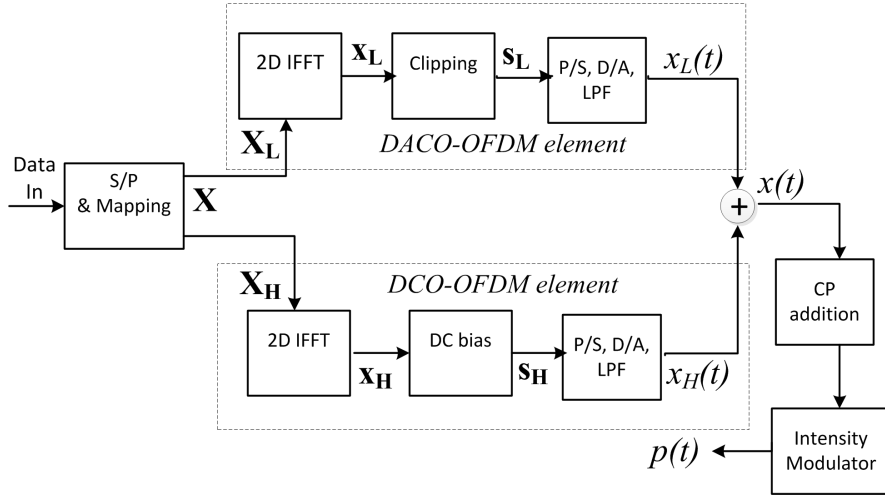 Data
In
S/P
& Mapping
X
X_L
2D IFFT
x_L
Clipping
s_L
P/S, D/A,
LPF
x_L(t)
DACO-OFDM element
+
x(t)
X_H
DCO-OFDM element
2D IFFT
x_H
DC bias
s_H
P/S, D/A,
LPF
x_H(t)
CP
addition
Intensity
Modulator
p(t)